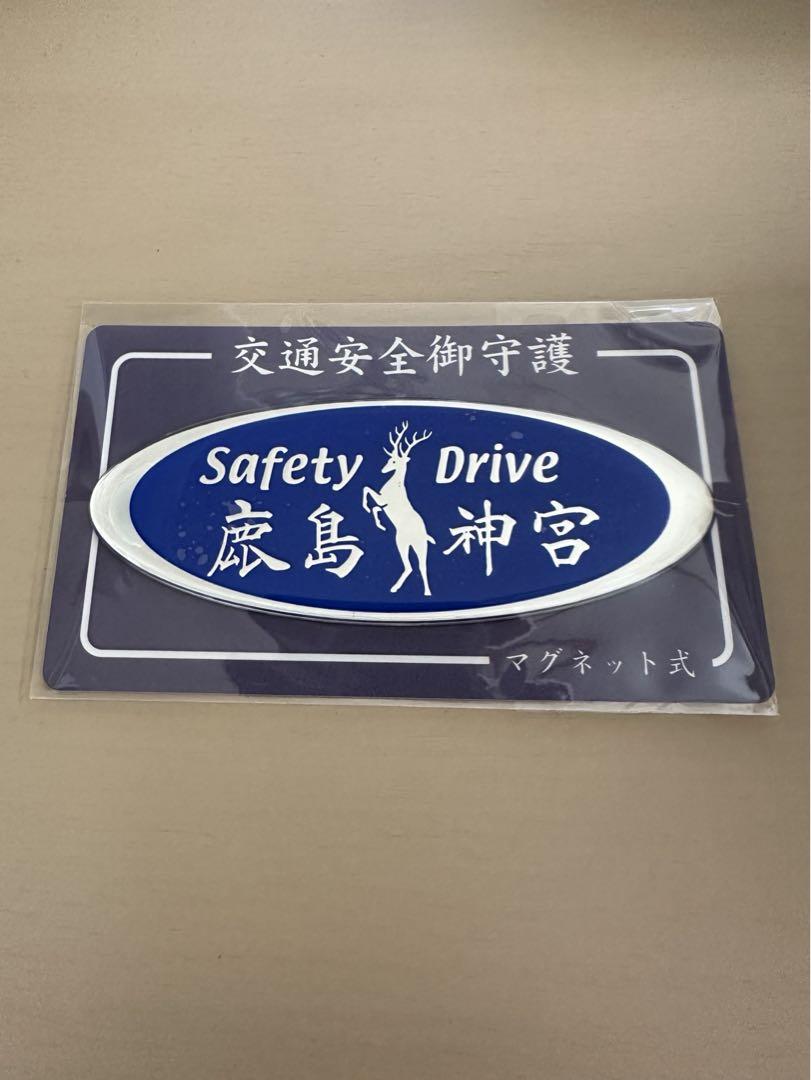 交通安全御守護
Safety Drive
鹿島神宮
マグネット式